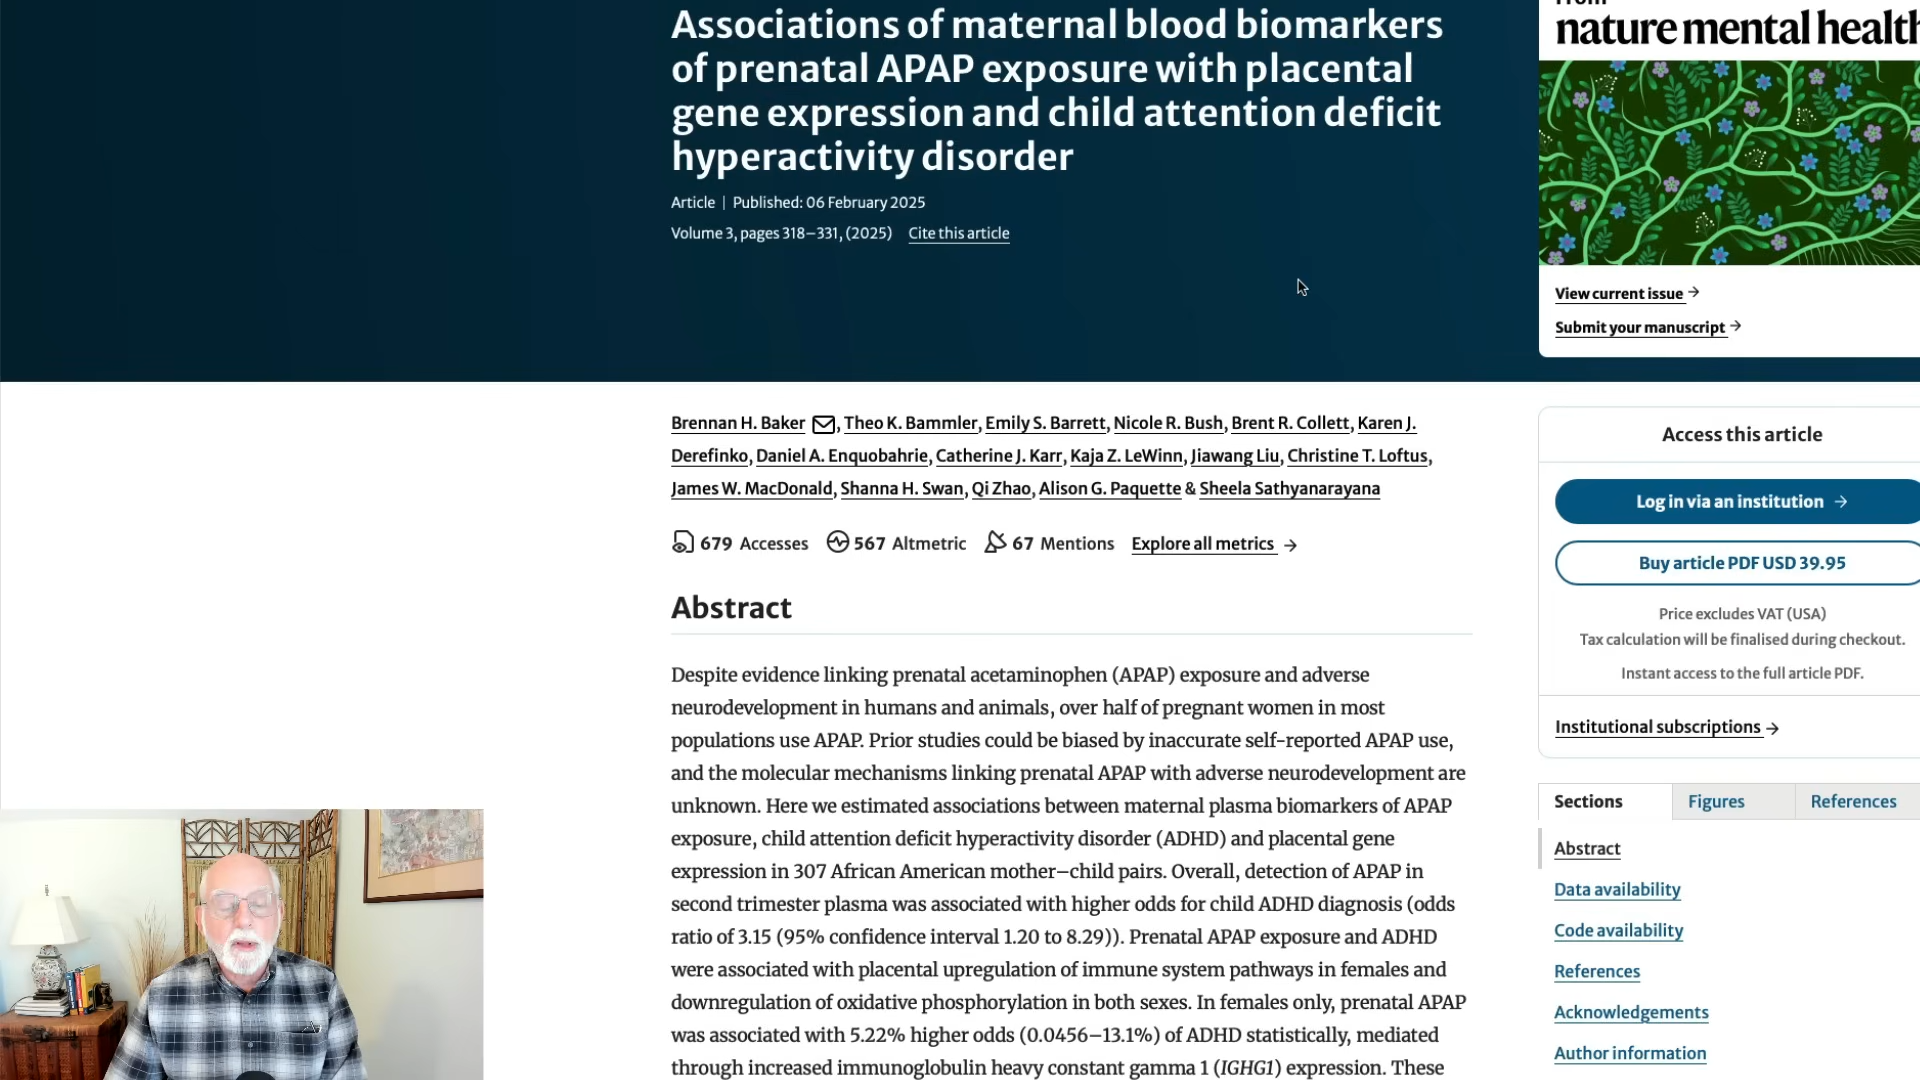 Associations of maternal blood biomarkers
of prenatal APAP exposure with placental
gene expression and child attention deficit
hyperactivity disorder
Article | Published: 06 February 2025
Volume 3, pages 318–331, (2025) Cite this article
From
nature mental health
View current issue →
Submit your manuscript →
Brennan H. Baker, Theo K. Bammler, Emily S. Barrett, Nicole R. Bush, Brent R. Collett, Karen J.
Derefinko, Daniel A. Enquobahrie, Catherine J. Karr, Kaja Z. LeWinn, Jiawang Liu, Christine T. Loftus,
James W. MacDonald, Shanna H. Swan, Qi Zhao, Alison G. Paquette & Sheela Sathyanarayana
679 Accesses 567 Altmetric 67 Mentions Explore all metrics →
Abstract
Despite evidence linking prenatal acetaminophen (APAP) exposure and adverse
neurodevelopment in humans and animals, over half of pregnant women in most
populations use APAP. Prior studies could be biased by inaccurate self-reported APAP use,
and the molecular mechanisms linking prenatal APAP with adverse neurodevelopment are
unknown. Here we estimated associations between maternal plasma biomarkers of APAP
exposure, child attention deficit hyperactivity disorder (ADHD) and placental gene
expression in 307 African American mother–child pairs. Overall, detection of APAP in
second trimester plasma was associated with higher odds for child ADHD diagnosis (odds
ratio of 3.15 (95% confidence interval 1.20 to 8.29)). Prenatal APAP exposure and ADHD
were associated with placental upregulation of immune system pathways in females and
downregulation of oxidative phosphorylation in both sexes. In females only, prenatal APAP
was associated with 5.22% higher odds (0.0456–13.1%) of ADHD statistically, mediated
through increased immunoglobulin heavy constant gamma 1 (IGHG1) expression. These
Access this article
Log in via an institution →
Buy article PDF USD 39.95
Price excludes VAT (USA)
Tax calculation will be finalised during checkout.
Instant access to the full article PDF.
Institutional subscriptions →
Sections Figures References
Abstract
Data availability
Code availability
References
Acknowledgements
Author information